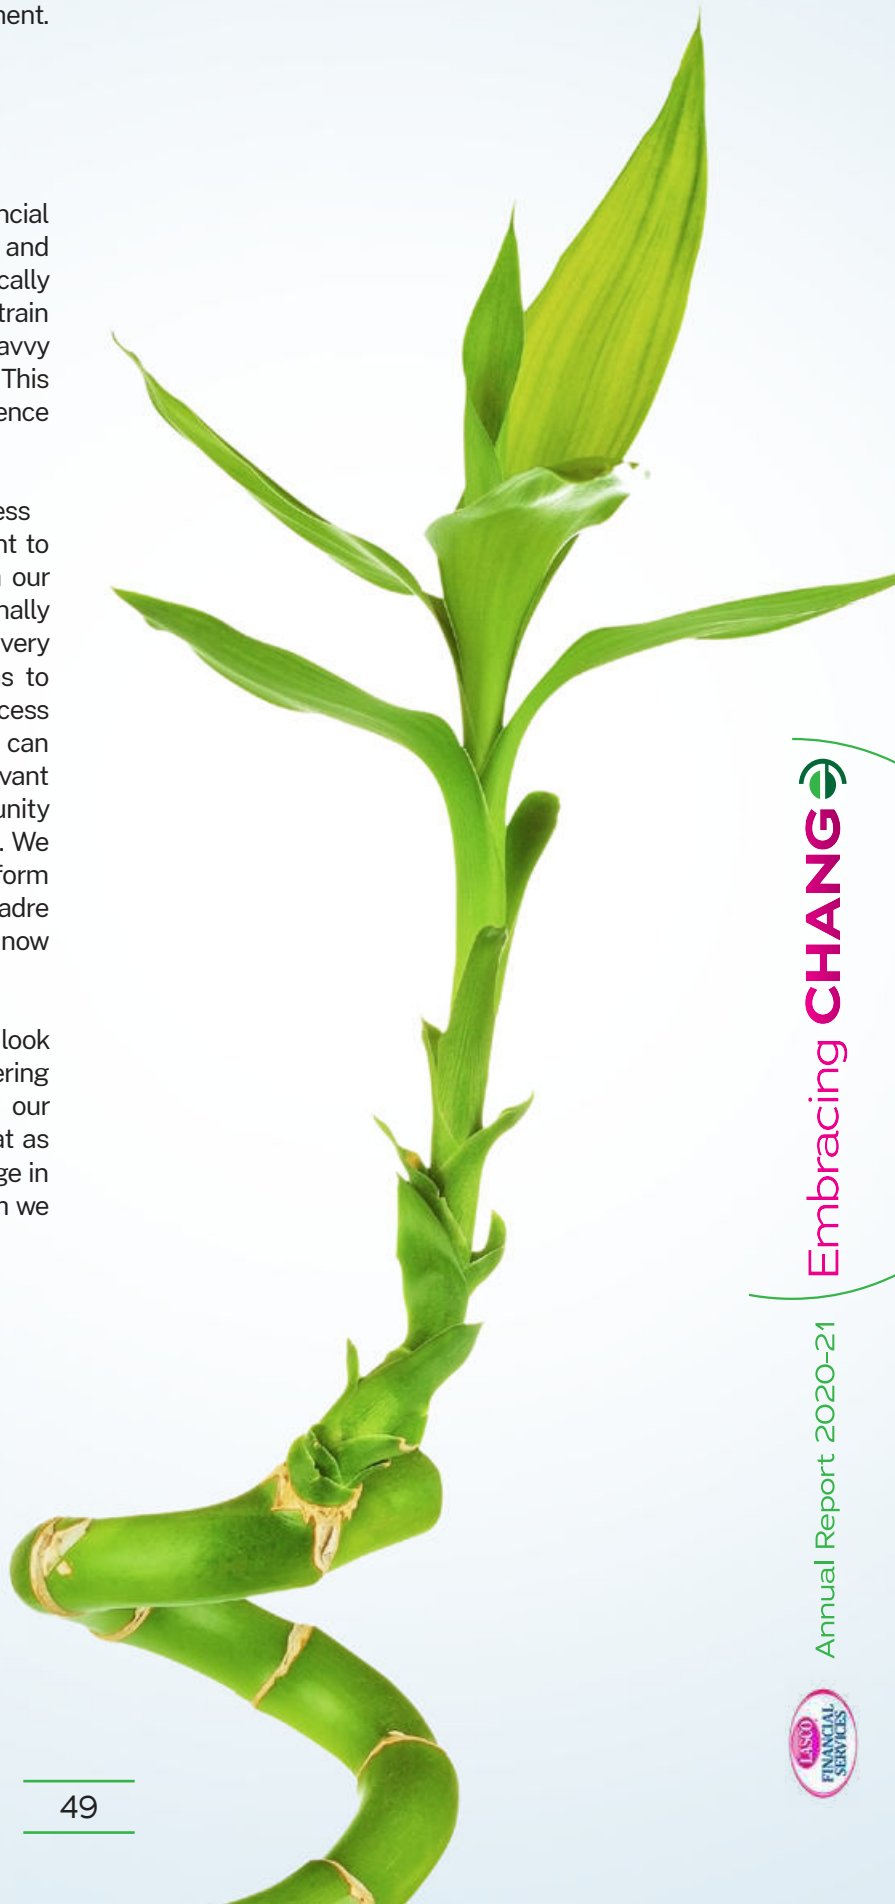 nent.
ncial
and
cally
train
avvy
This
ence
ess
nt to
our
nally
very
s to
cess
can
vant
unity
. We
form
adre
now
look
ering
our
at as
ge in
n we
Embracing CHANGE
Annual Report 2020-21
LASCO
FINANCIAL
SERVICES
49